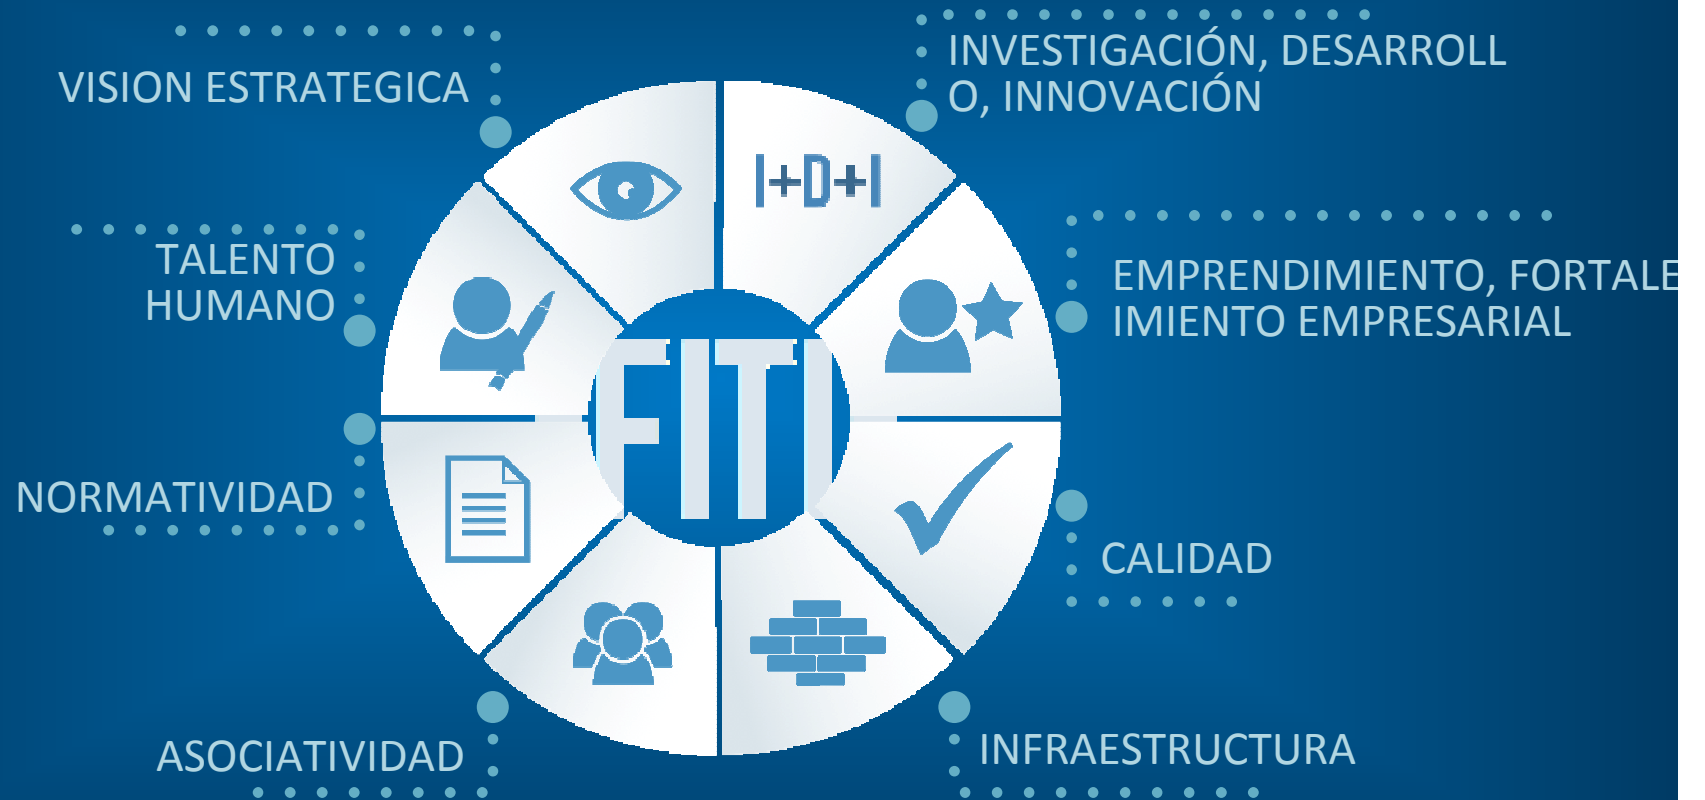 VISION ESTRATEGICA
INVESTIGACIÓN, DESARROLL
O, INNOVACIÓN
I+D+I
TALENTO
HUMANO
EMPRENDIMIENTO, FORTALE
IMIENTO EMPRESARIAL
FITI
NORMATIVIDAD
CALIDAD
ASOCIATIVIDAD
INFRAESTRUCTURA